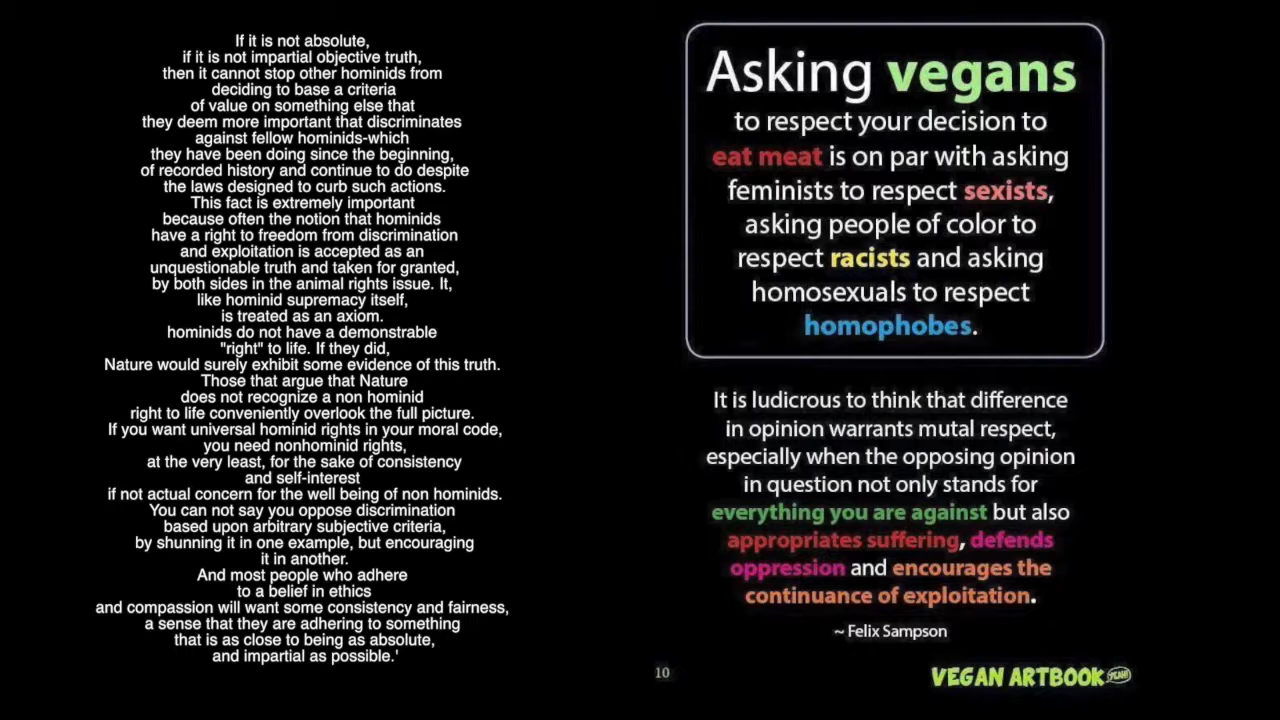 If it is not absolute,
if it is not impartial objective truth,
then it cannot stop other hominids from
deciding to base a criteria
of value on something else that
they deem more important that discriminates
against fellow hominids-which
they have been doing since the beginning,
of recorded history and continue to do despite
the laws designed to curb such actions.
This fact is extremely important
because often the notion that hominids
have a right to freedom from discrimination
and exploitation is accepted as an
unquestionable truth and taken for granted,
by both sides in the animal rights issue. It,
like hominid supremacy itself,
is treated as an axiom.
hominids do not have a demonstrable
"right" to life. If they did,
Nature would surely exhibit some evidence of this truth.
Those that argue that Nature
does not recognize a non hominid
right to life conveniently overlook the full picture.
If you want universal hominid rights in your moral code,
you need nonhominid rights,
at the very least, for the sake of consistency
and self-interest
if not actual concern for the well being of non hominids.
You can not say you oppose discrimination
based upon arbitrary subjective criteria,
by shunning it in one example, but encouraging
it in another.
And most people who adhere
to a belief in ethics
and compassion will want some consistency and fairness,
a sense that they are adhering to something
that is as close to being as absolute,
and impartial as possible.'
Asking vegans
to respect your decision to
eat meat is on par with asking
feminists to respect sexists,
asking people of color to
respect racists and asking
homosexuals to respect
homophobes.
It is ludicrous to think that difference
in opinion warrants mutal respect,
especially when the opposing opinion
in question not only stands for
everything you are against but also
appropriates suffering, defends
oppression and encourages the
continuance of exploitation.
~ Felix Sampson
10
VEGAN ARTBOOK